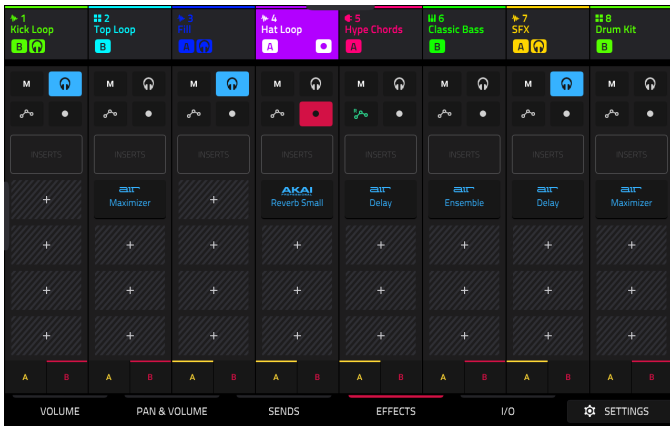 1 2 3 4 5 6 7 8
Kick Loop Top Loop Fill Hat Loop Hype Chords Classic Bass SFX Drum Kit
B B A A A B A B
M M M M M M M M
INSERTS INSERTS INSERTS INSERTS INSERTS INSERTS INSERTS INSERTS
+ air + AKAI air air air air
Maximizer Reverb Small Delay Ensemble Delay Maximizer
+ + + + + + + +
+ + + + + + + +
+ + + + + + + +
A B A B A B A B A B A B A B A B
VOLUME PAN & VOLUME SENDS EFFECTS I/O SETTINGS